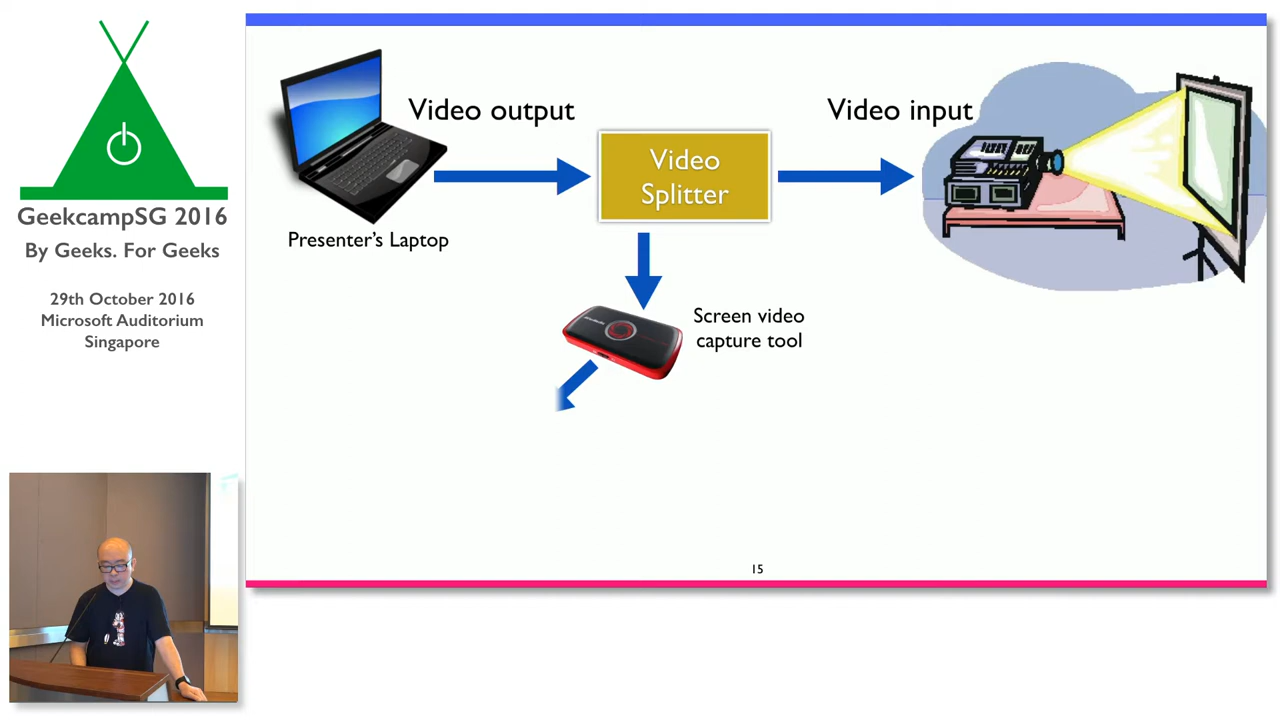 GeekcampSG 2016
By Geeks. For Geeks
29th October 2016
Microsoft Auditorium
Singapore
Video output
Video input
Video
Splitter
Presenter's Laptop
Screen video
capture tool
15